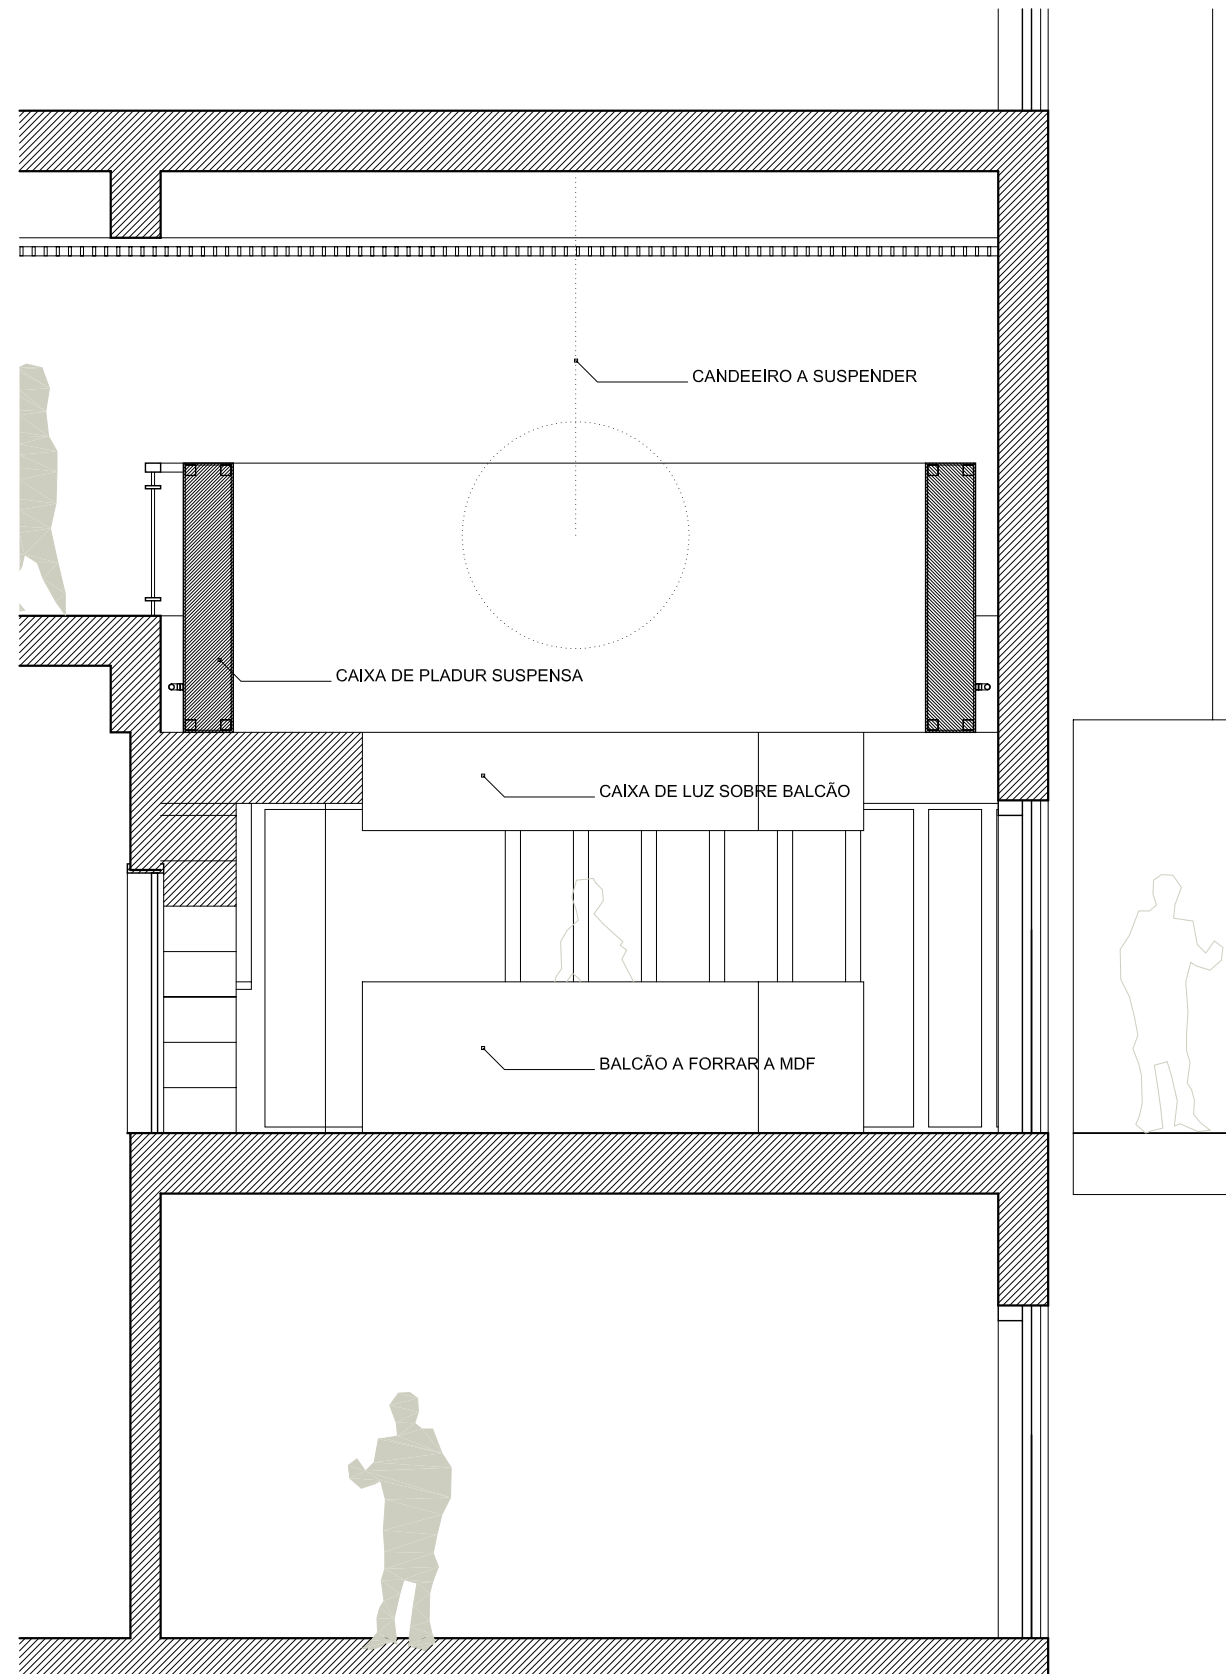 CANDEEIRO A SUSPENDER
CAIXA DE PLADUR SUSPENSA
CAIXA DE LUZ SOBRE BALCÃO
BALCÃO A FORRAR A MDF